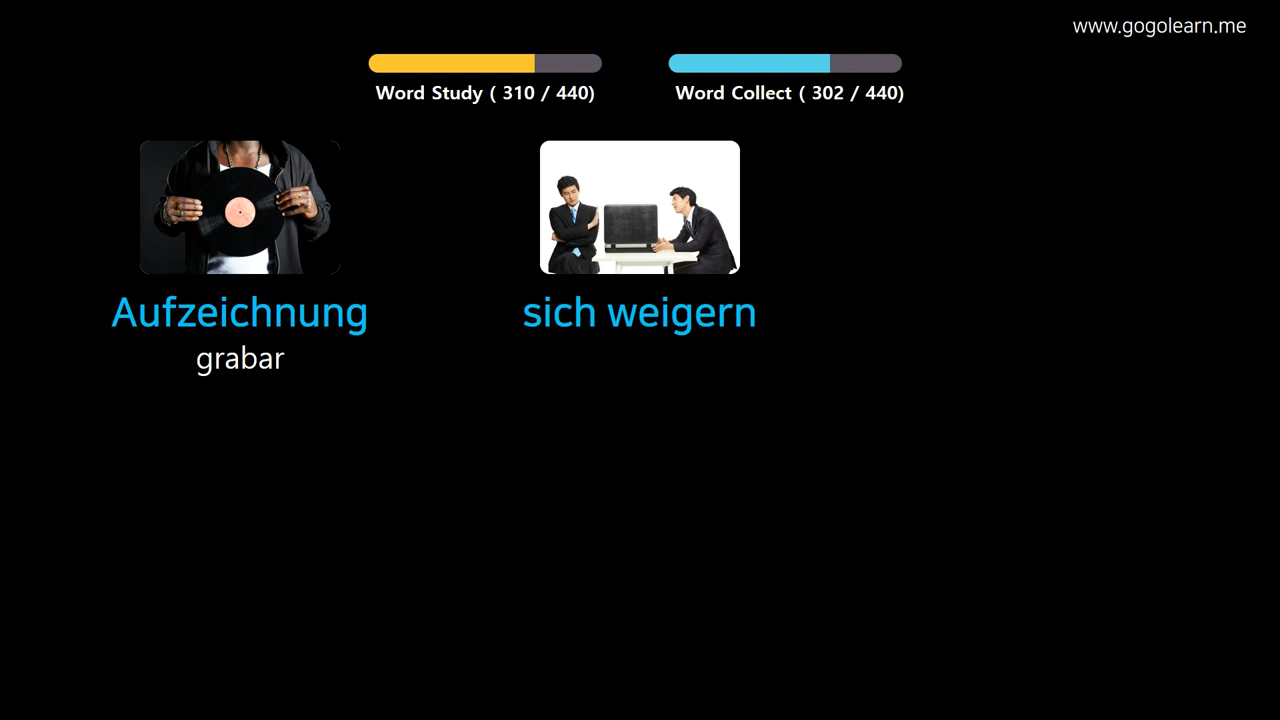 www.gogolearn.me
Word Study ( 310 / 440)
Word Collect ( 302 / 440)
Aufzeichnung
grabar
sich weigern